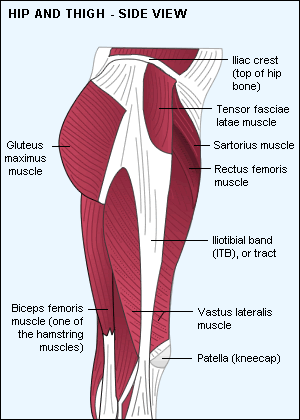 HIP AND THIGH - SIDE VIEW
Iliac crest
(top of hip
bone)
Tensor fasciae
latae muscle
Sartorius muscle
Gluteus
maximus
muscle
Rectus femoris
muscle
Iliotibial band
(ITB), or tract
Biceps femoris
muscle (one of
the hamstring
muscles)
Vastus lateralis
muscle
Patella (kneecap)